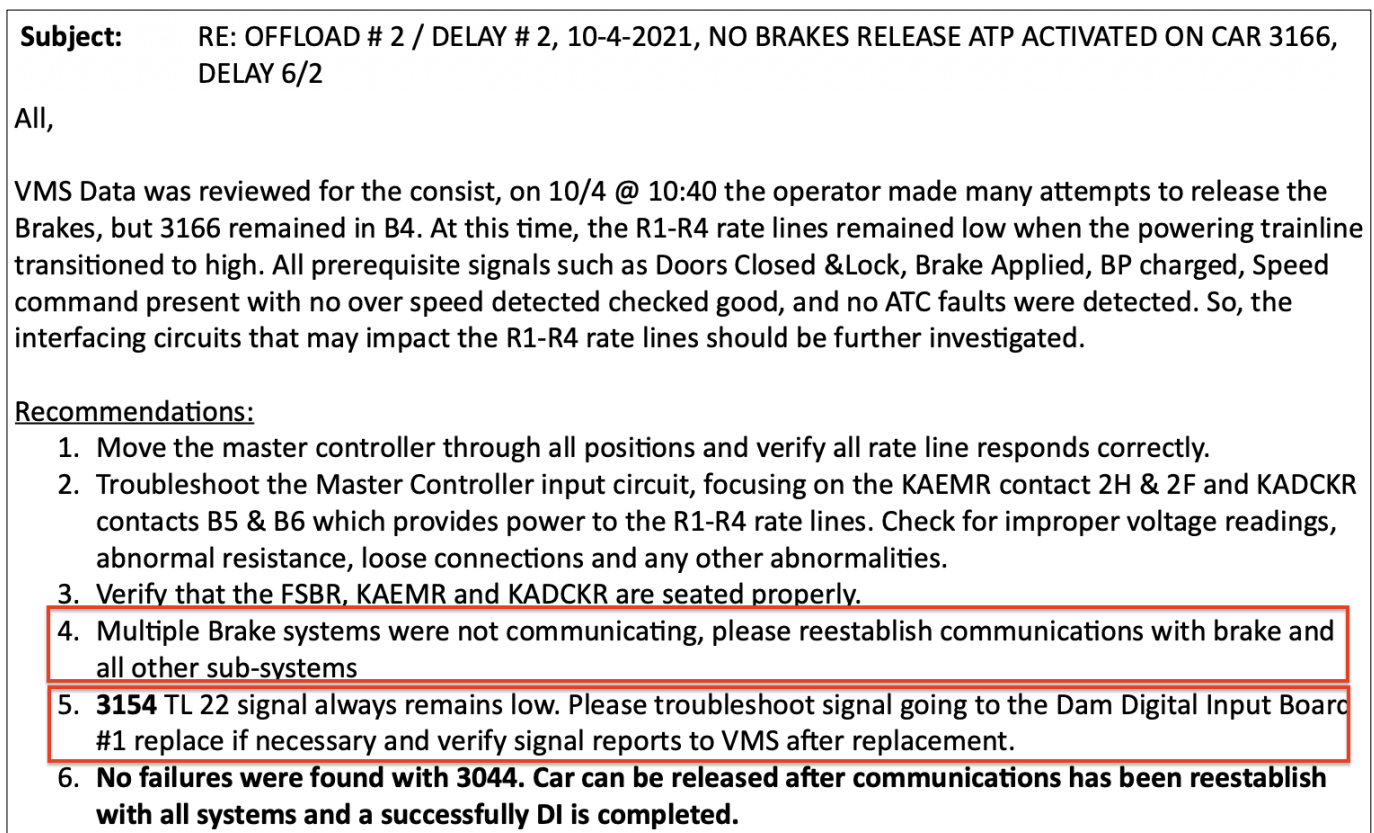 Subject: RE: OFFLOAD # 2 / DELAY # 2, 10-4-2021, NO BRAKES RELEASE ATP ACTIVATED ON CAR 3166,
DELAY 6/2
All,
VMS Data was reviewed for the consist, on 10/4 @ 10:40 the operator made many attempts to release the
Brakes, but 3166 remained in B4. At this time, the R1-R4 rate lines remained low when the powering trainline
transitioned to high. All prerequisite signals such as Doors Closed &Lock, Brake Applied, BP charged, Speed
command present with no over speed detected checked good, and no ATC faults were detected. So, the
interfacing circuits that may impact the R1-R4 rate lines should be further investigated.
Recommendations:
1. Move the master controller through all positions and verify all rate line responds correctly.
2. Troubleshoot the Master Controller input circuit, focusing on the KAEMR contact 2H & 2F and KADCKR
contacts B5 & B6 which provides power to the R1-R4 rate lines. Check for improper voltage readings,
abnormal resistance, loose connections and any other abnormalities.
3. Verify that the FSBR, KAEMR and KADCKR are seated properly.
4. Multiple Brake systems were not communicating, please reestablish communications with brake and
all other sub-systems
5. 3154 TL 22 signal always remains low. Please troubleshoot signal going to the Dam Digital Input Board
#1 replace if necessary and verify signal reports to VMS after replacement.
6. No failures were found with 3044. Car can be released after communications has been reestablish
with all systems and a successfully DI is completed.